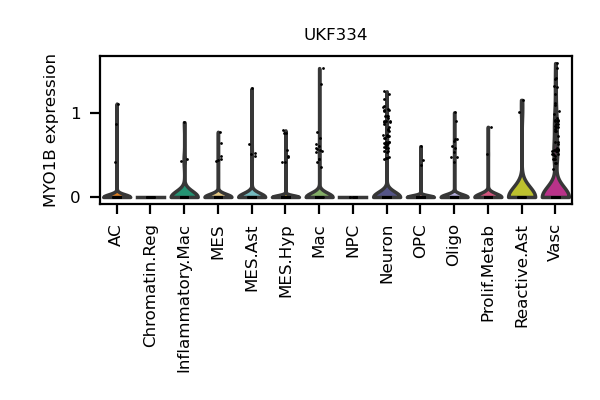 UKF334
MYO1B expression
1
0
AC
Chromatin.Reg
Inflammatory.Mac
MES
MES.Ast
MES.Hyp
Mac
NPC
Neuron
OPC
Oligo
Prolif.Metab
Reactive.Ast
Vasc